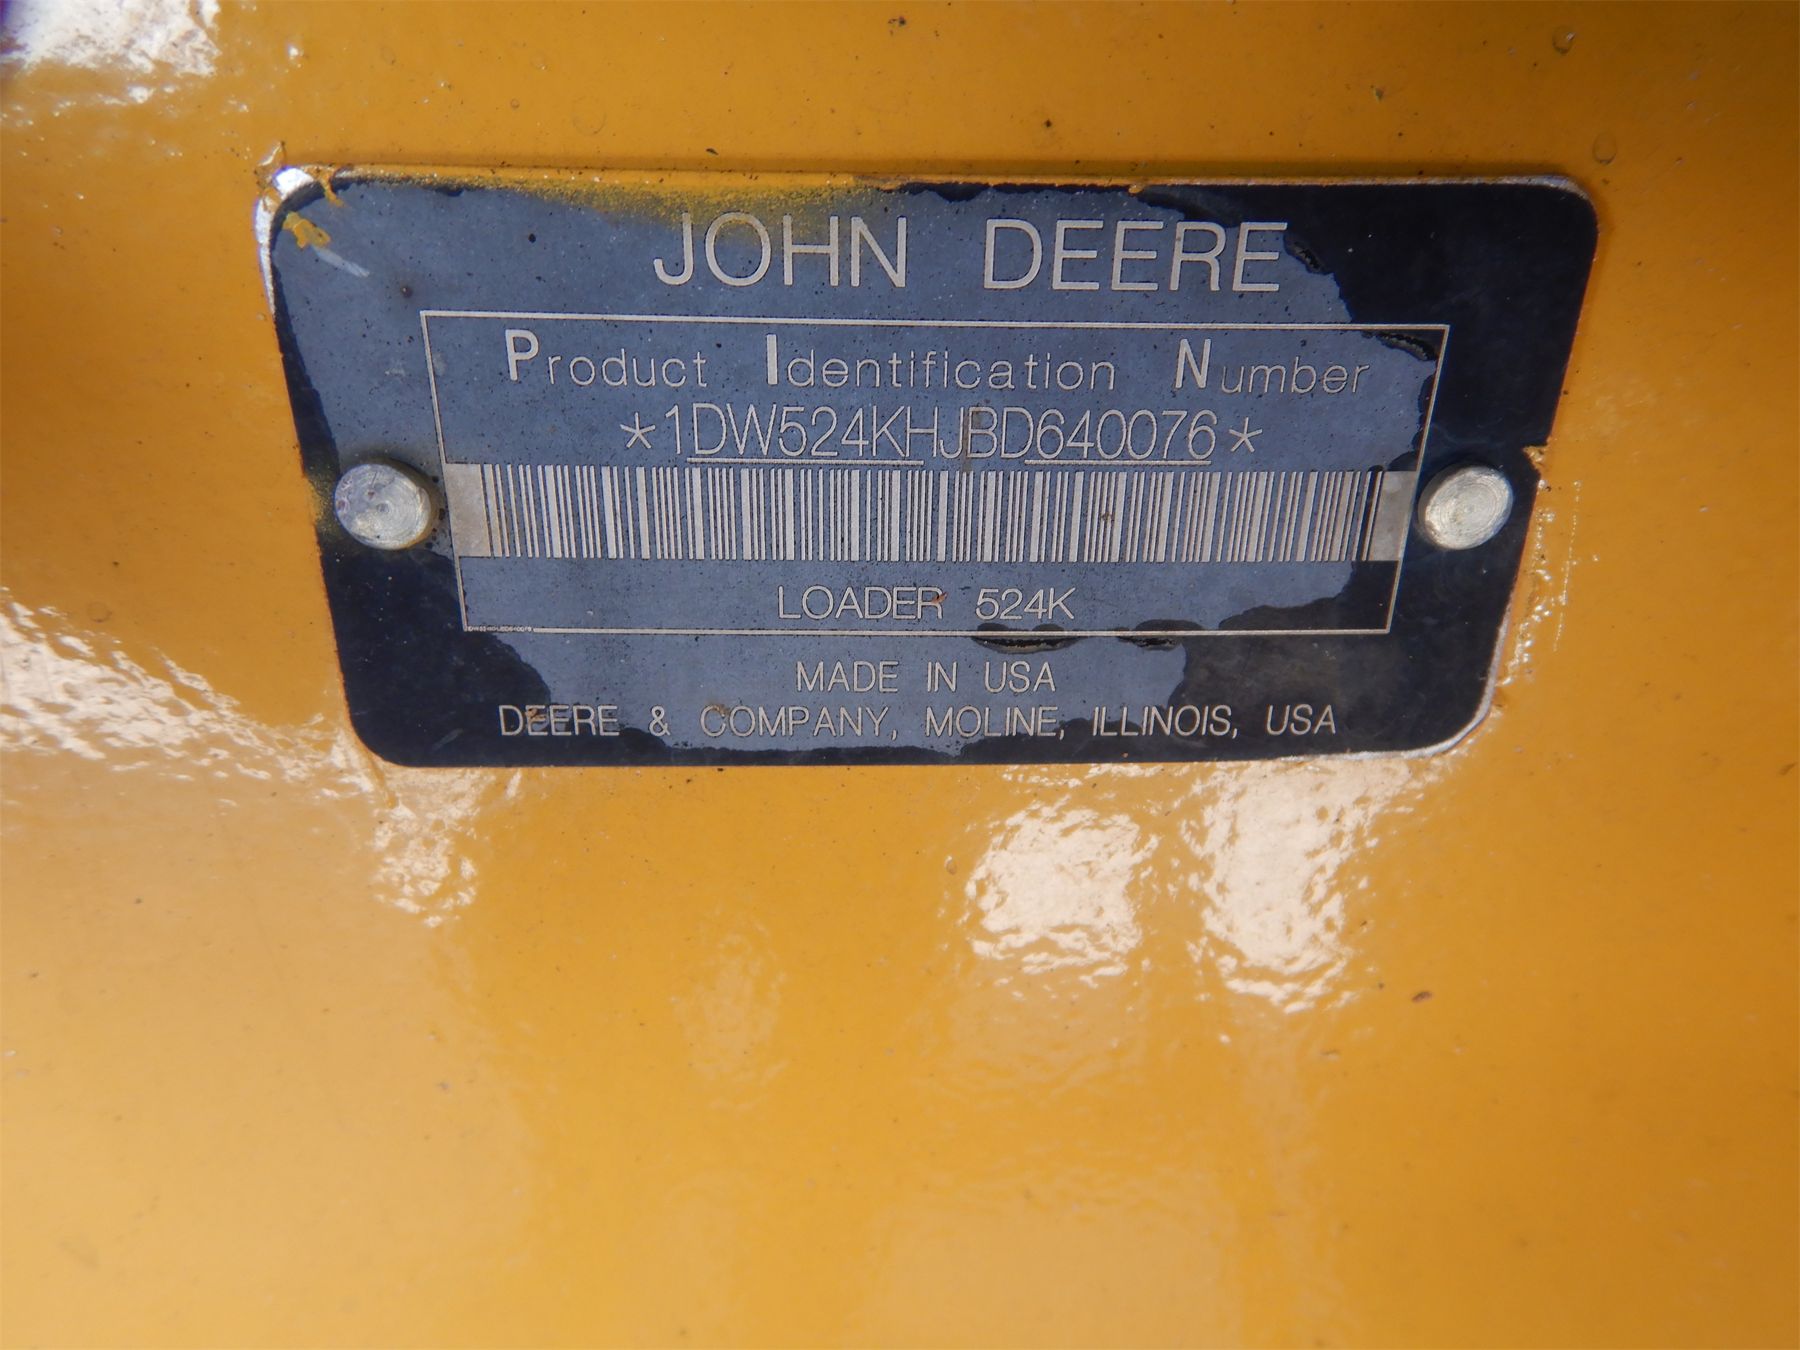 JOHN DEERE
Product Identification Number
*1DW524KHJBD640076*
LOADER 524K
MADE IN USA
DEERE & COMPANY, MOLINE, ILLINOIS, USA